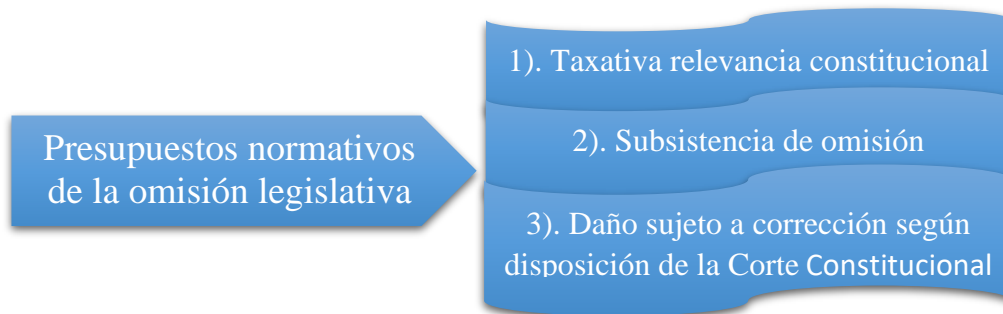 Presupuestos normativos
de la omisión legislativa
1). Taxativa relevancia constitucional
2). Subsistencia de omisión
3). Daño sujeto a corrección según
disposición de la Corte Constitucional